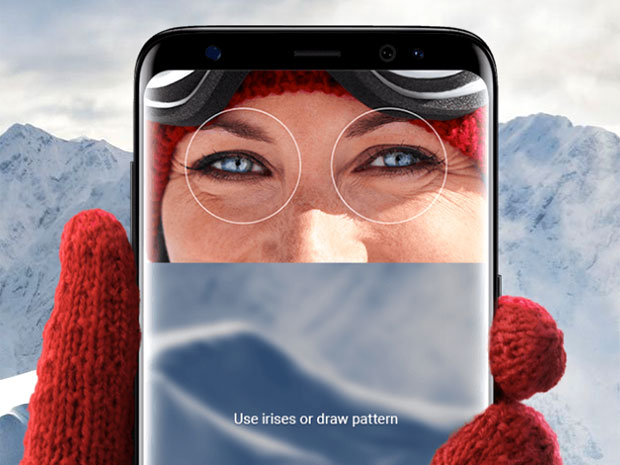 Use irises or draw pattern